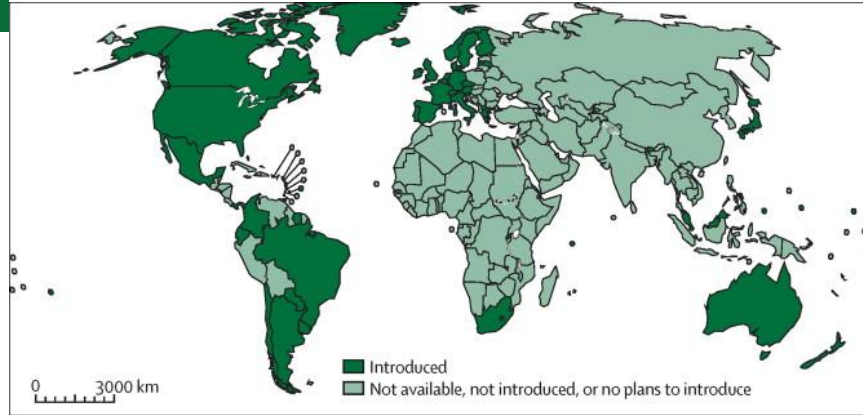 Introduced
Not available, not introduced, or no plans to introduce
0 3000 km